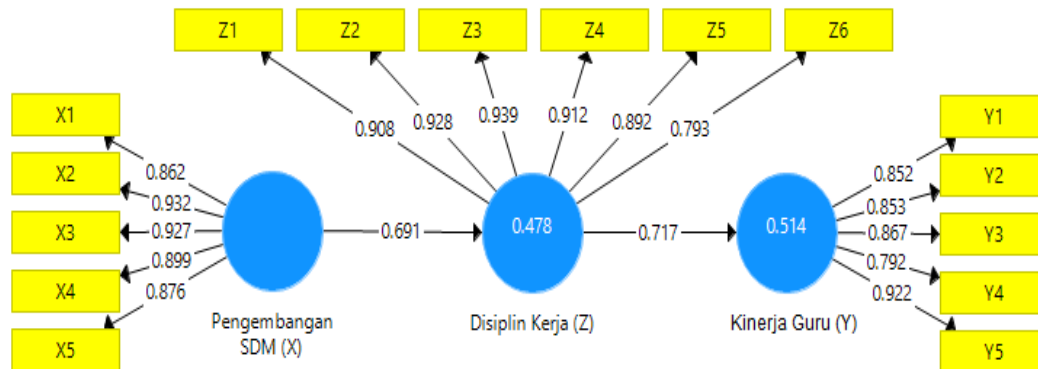 Z1
Z2
Z3
Z4
Z5
Z6
0.908
0.928
0.939
0.912
0.892
0.793
X1
X2
X3
X4
X5
0.862
0.932
0.927
0.899
0.876
0.691
0.478
0.717
0.514
0.852
0.853
0.867
0.792
0.922
Y1
Y2
Y3
Y4
Y5
Pengembangan
SDM (X)
Disiplin Kerja (Z)
Kinerja Guru (Y)